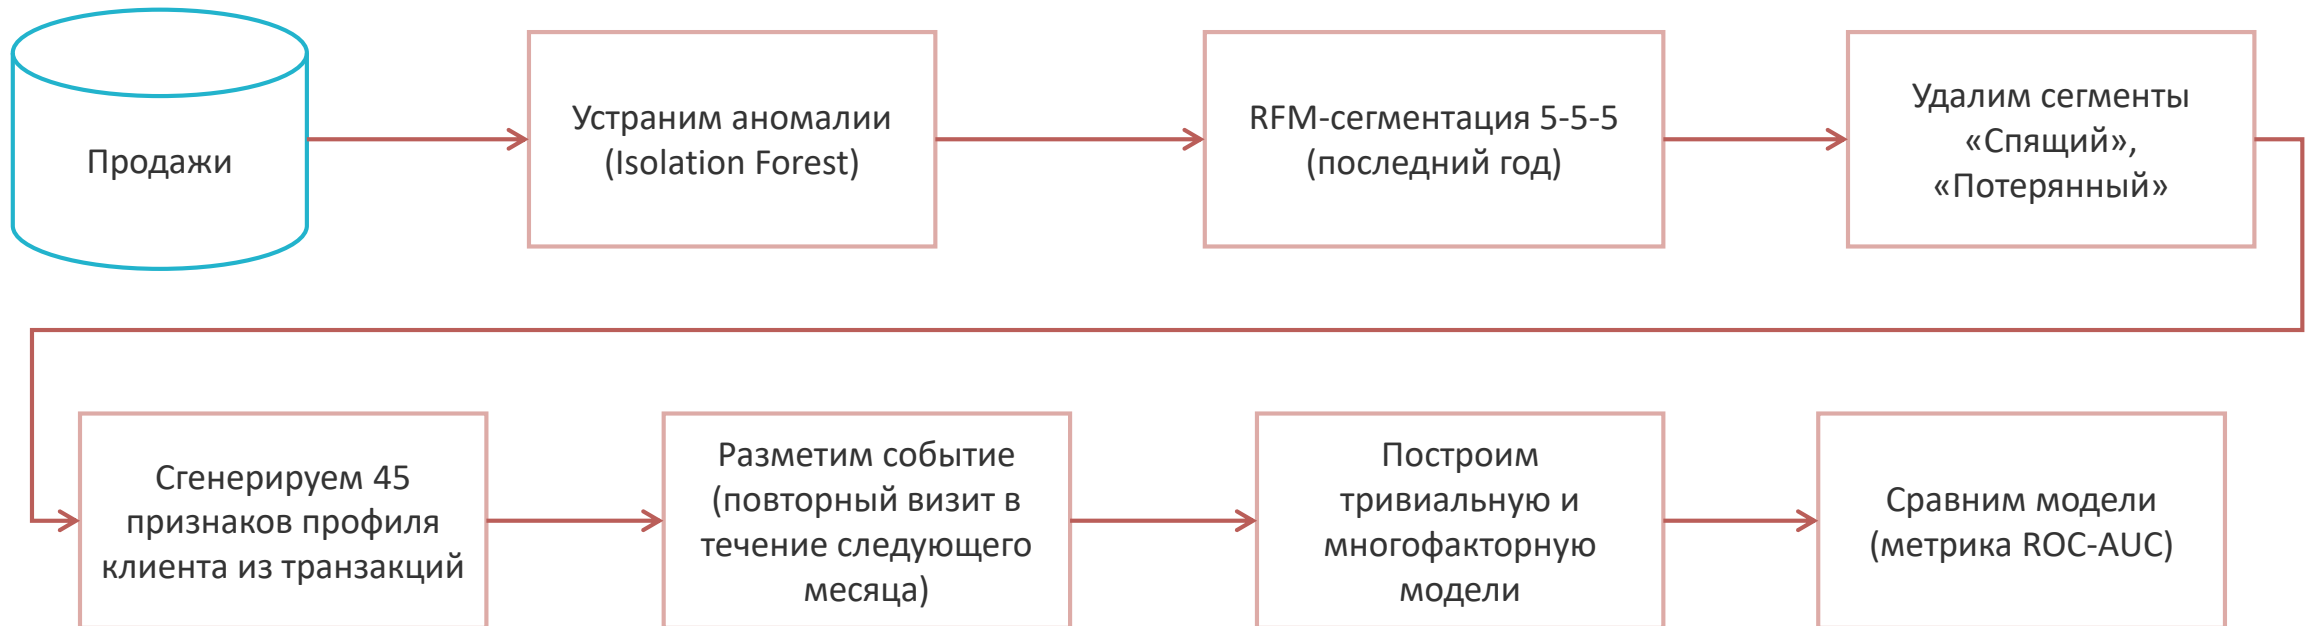 Продажи
Устраним аномалии
(Isolation Forest)
RFM-сегментация 5-5-5
(последний год)
Удалим сегменты
«Спящий»,
«Потерянный»
Сгенерируем 45
признаков профиля
клиента из транзакций
Разметим событие
(повторный визит в
течение следующего
месяца)
Построим
тривиальную и
многофакторную
модели
Сравним модели
(метрика ROC-AUC)